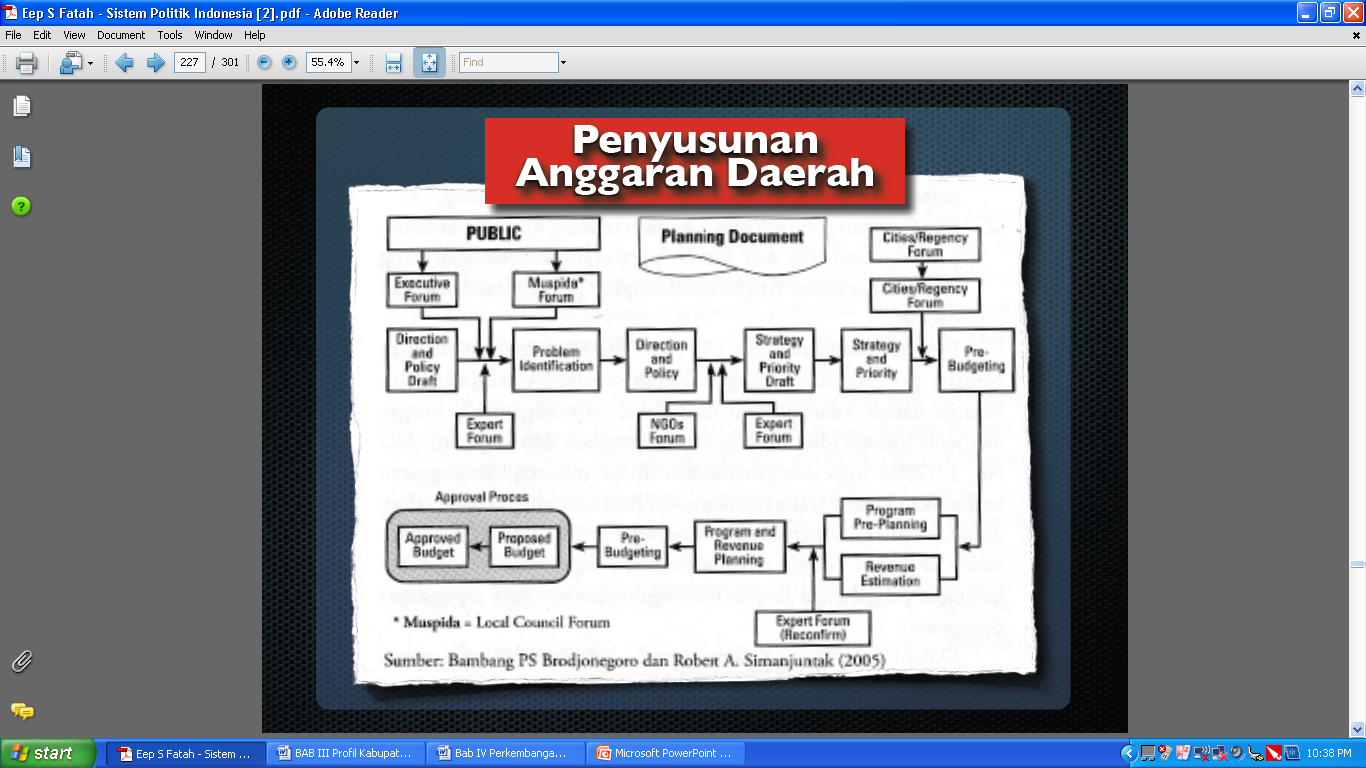 Eep S Fatah - Sistem Politik Indonesia [2].pdf - Adobe Reader
File Edit View Document Tools Window Help
227 / 301 55.4% Find
Penyusunan
Anggaran Daerah
PUBLIC
Planning Document
Cities/Regency
Forum
Executive
Forum
Muspida*
Forum
Cities/Regency
Forum
Direction
and
Policy
Draft
Problem
Identification
Direction
and
Policy
Strategy
and
Priority
Draft
Strategy
and
Priority
Pre-
Budgeting
Expert
Forum
NGOs
Forum
Expert
Forum
Approval Proces
Approved
Budget
Proposed
Budget
Pre-
Budgeting
Program and
Revenue
Planning
Program
Pre-Planning
Revenue
Estimation
Expert Forum
(Reconfirm)
* Muspida = Local Council Forum
Sumber: Bambang PS Brodjonegoro dan Robert A. Simanjuntak (2005)
start
Eep S Fatah - Sistem ...
BAB III Profil Kabupat...
Bab IV Perkembanga...
Microsoft PowerPoint ...
10:38 PM